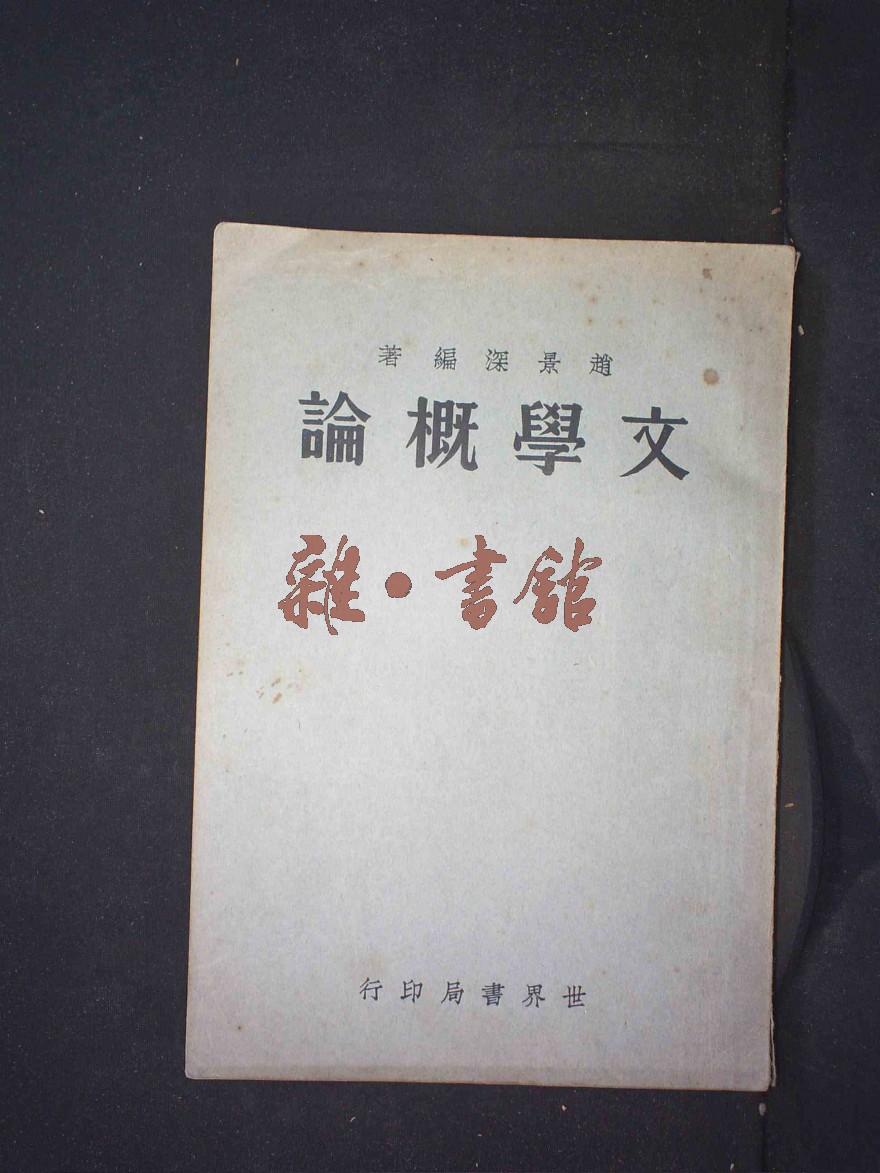 趙景深編著
文學概論
雜·書館
世界書局印行